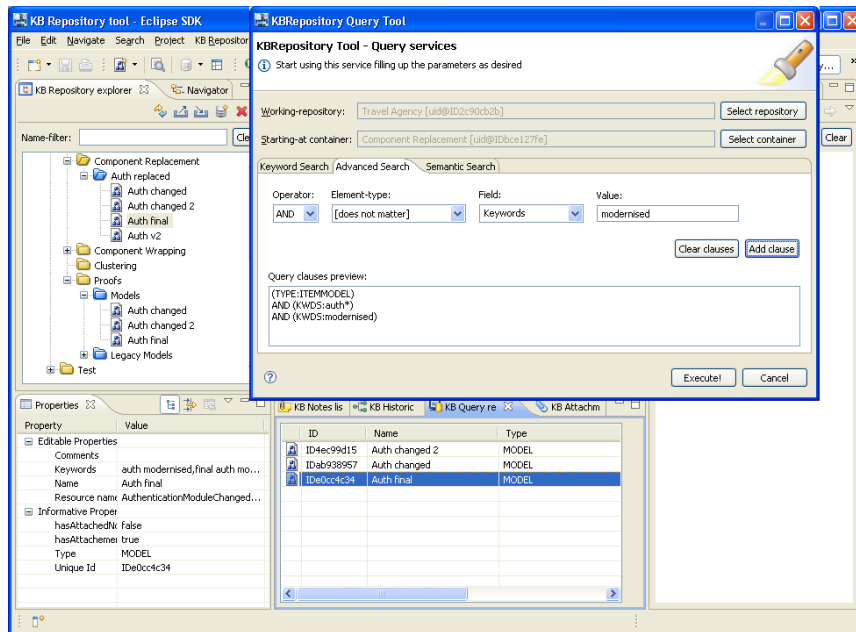 KB Repository tool - Eclipse SDK
File Edit Navigate Search Project KB Repositor
KB Repository explorer
Navigator
Name-filter:
Component Replacement
Auth replaced
Auth changed
Auth changed 2
Auth final
Auth v2
Component Wrapping
Clustering
Proofs
Models
Auth changed
Auth changed 2
Auth final
Legacy Models
Test
KBRepository Query Tool
KBRepository Tool - Query services
Start using this service filling up the parameters as desired
Working-repository: Travel Agency [uid@ID2c90cb2b] Select repository
Starting-at container: Component Replacement [uid@IDbce127fe] Select container
Keyword Search Advanced Search Semantic Search
Operator: Element-type: Field: Value:
AND [does not matter] Keywords modernised
Clear clauses Add clause
Query clauses preview:
(TYPE:ITEMMODEL)
AND (KWDS:auth*)
AND (KWDS:modernised)
Execute! Cancel
Clear
Properties
Property Value
Editable Properties
Comments
Keywords auth modernised,final auth mo...
Name Auth final
Resource name AuthenticationModuleChanged...
Informative Proper
hasAttachedNo false
hasAttachemer true
Type MODEL
Unique Id IDe0cc4c34
KB Notes lis KB Historic KB Query re KB Attachm
ID Name Type
ID4ec99d15 Auth changed 2 MODEL
IDab938957 Auth changed MODEL
IDe0cc4c34 Auth final MODEL